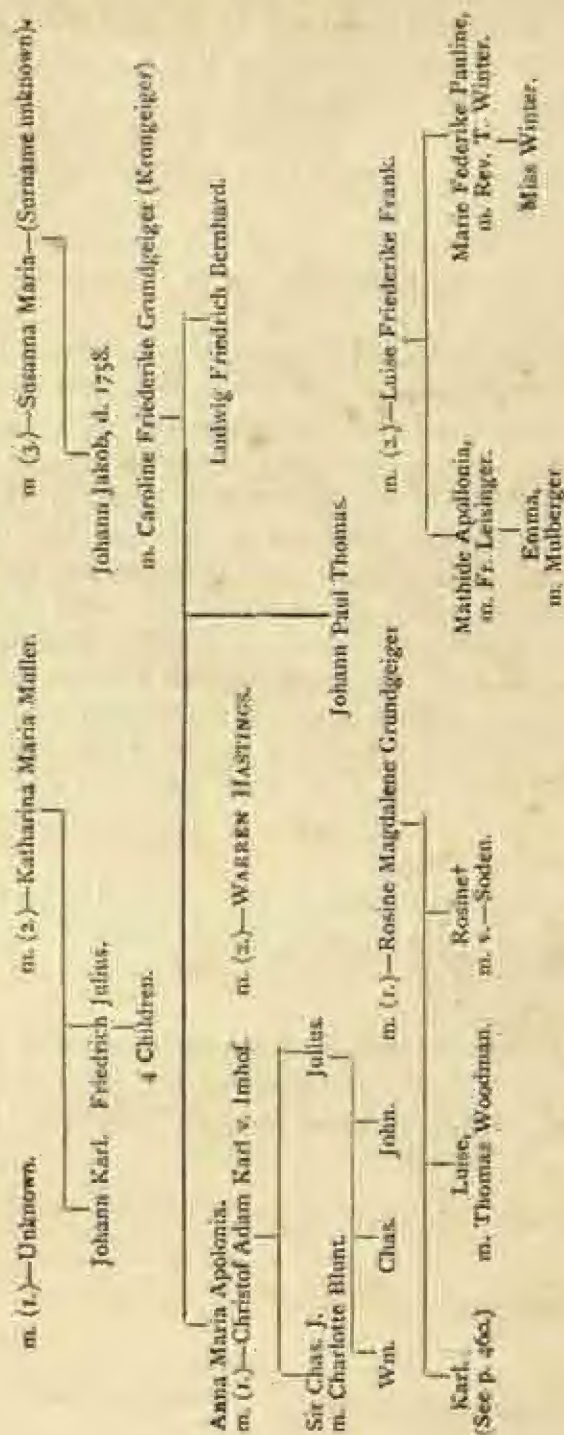 m. (1.)—Unknown. m. (2.)—Katharina Maria Müller. m (3.)—Susanna Maria—(Surname unknown).
Johann Karl. Friedrich Julius. Johann Jakob, d. 1758.
4 Children. m. Caroline Friederike Grundgeiger (Krongeiger)
Anna Maria Apolonia. Ludwig Friedrich Bernhard.
m. (1.)—Christof Adam Karl v. Imhof. m. (2.)—WARREN HASTINGS.
Sir Chas. J. Julius. Johann Paul Thomas.
m. Charlotte Blunt.
Wm. Chas. John. m. (1.)—Rosine Magdalene Grundgeiger m. (2.)—Luise Friederike Frank.
Karl. Luise, Rosine† Mathide Apollonia, Marie Federike Pauline,
(See p. 462.) m. Thomas Woodman. m. v.—Soden. m. Fr. Leisinger. m. Rev. T. Winter.
Emma, Miss Winter.
m. Mulberger